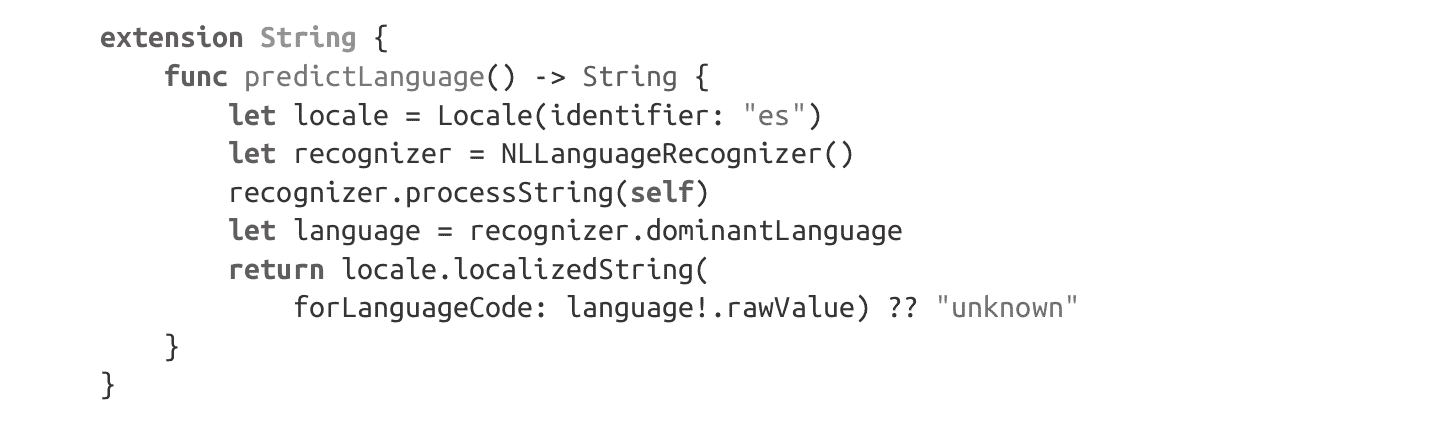 extension String {
    func predictLanguage() -> String {
        let locale = Locale(identifier: "es")
        let recognizer = NLLanguageRecognizer()
        recognizer.processString(self)
        let language = recognizer.dominantLanguage
        return locale.localizedString(
            forLanguageCode: language!.rawValue) ?? "unknown"
    }
}